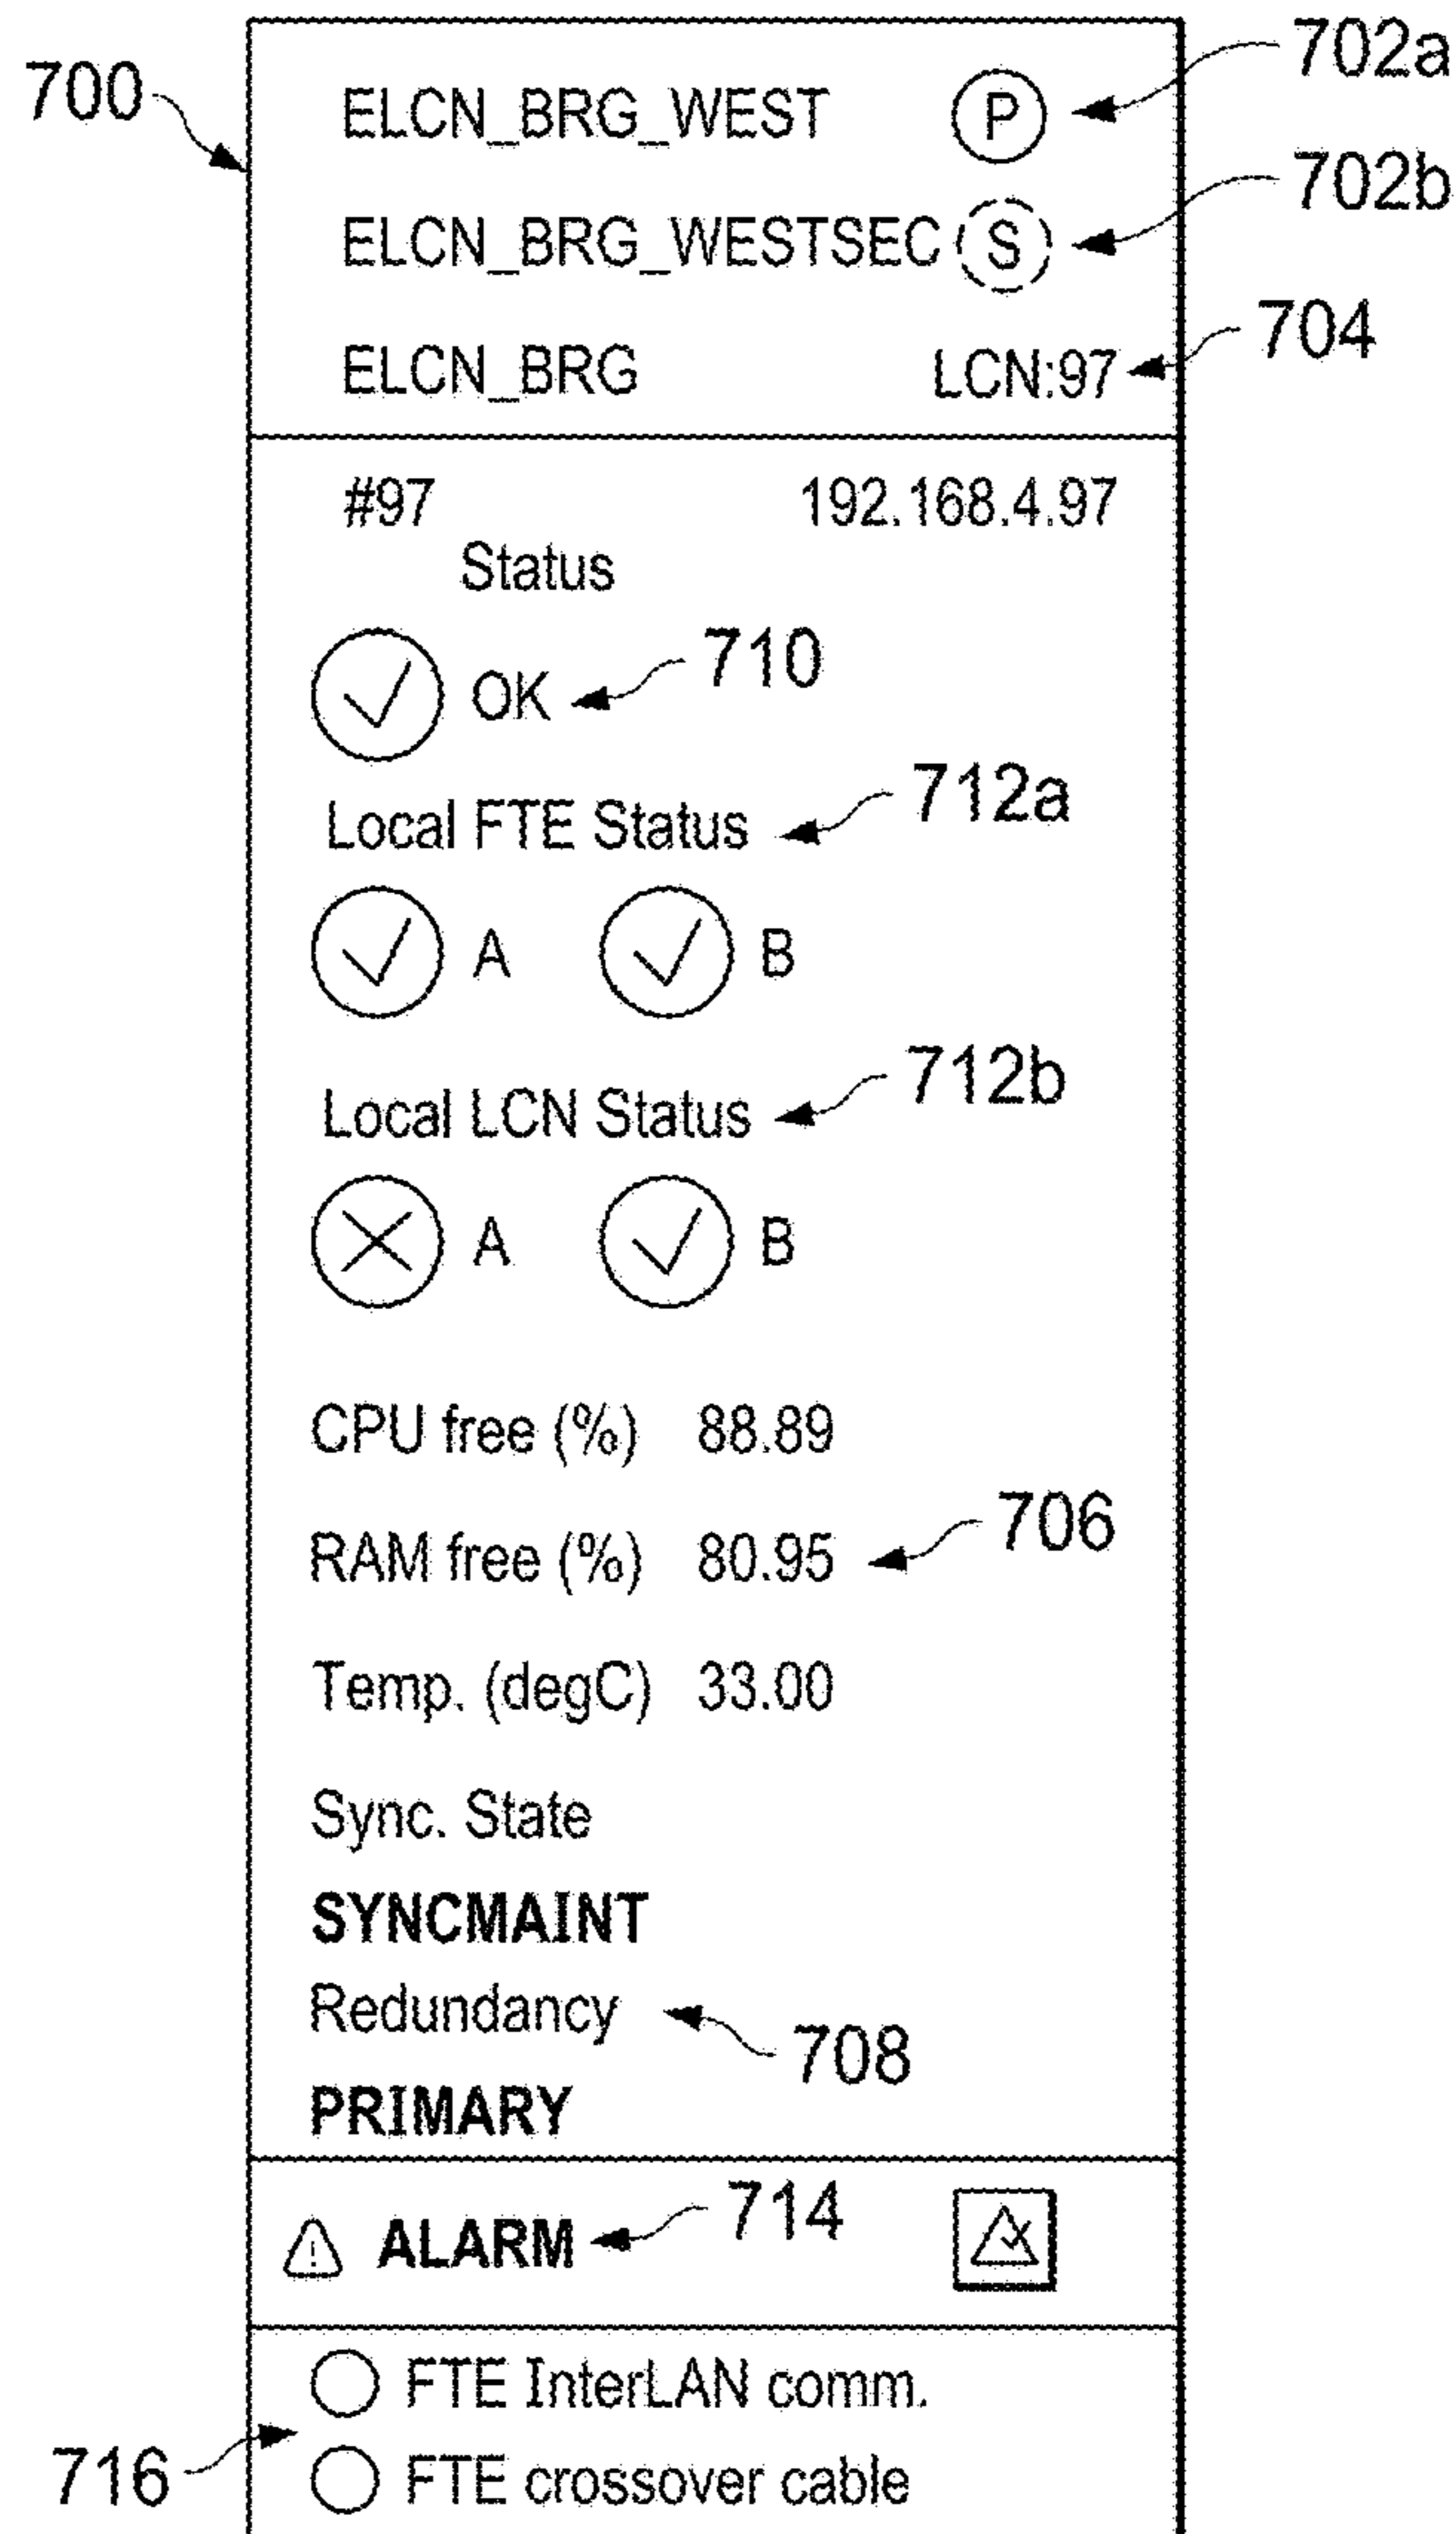 700
ELCN_BRG_WEST P 702a
ELCN_BRG_WESTSEC S 702b
ELCN_BRG LCN:97 704
#97 192.168.4.97
Status
OK 710
Local FTE Status 712a
A B
Local LCN Status 712b
A B
CPU free (%) 88.89
RAM free (%) 80.95 706
Temp. (degC) 33.00
Sync. State
SYNCMAINT
Redundancy 708
PRIMARY
! ALARM 714
FTE InterLAN comm.
716
FTE crossover cable